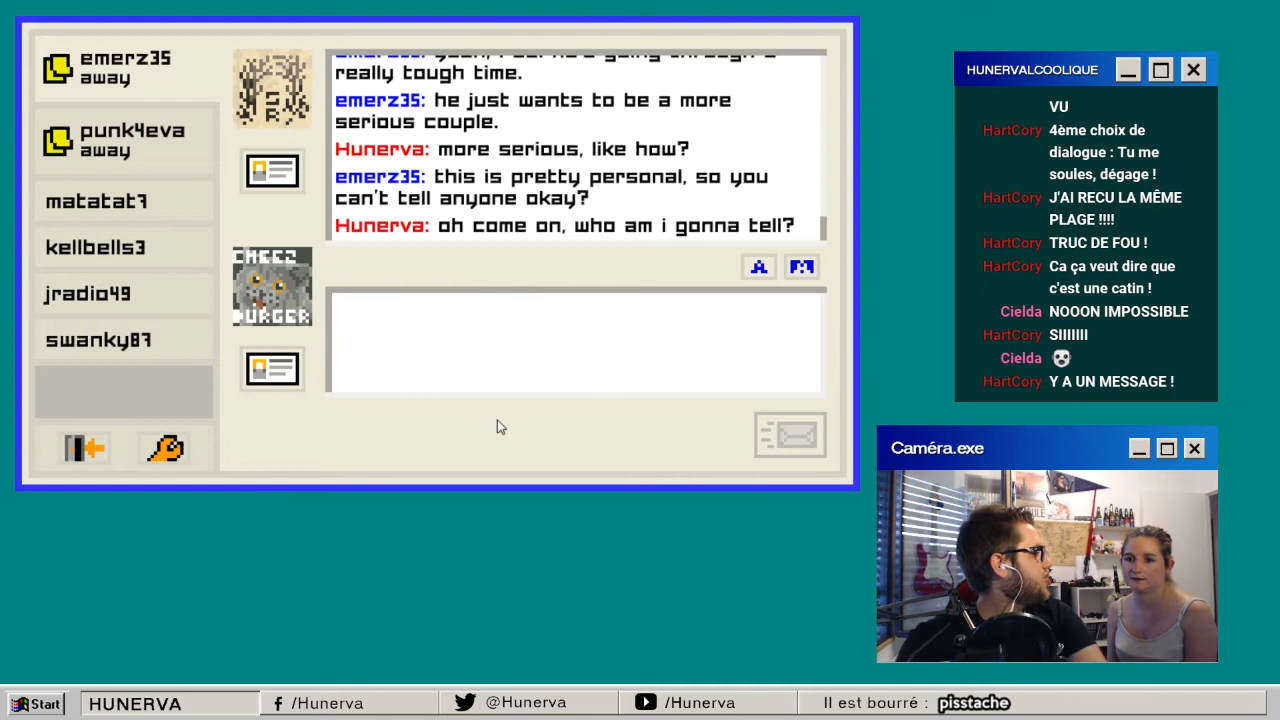 emerz35
away
punk4eva
away
matatat7
kellbells3
jradio49
swanky87
really tough time.
emerz35: he just wants to be a more
serious couple.
Hunerva: more serious, like how?
emerz35: this is pretty personal, so you
can't tell anyone okay?
Hunerva: oh come on, who am i gonna tell?
CHEEZ
BURGER
A
HUNERVALCOOLIQUE
VU
HartCory 4ème choix de
dialogue : Tu me
soules, dégage !
HartCory J'AI RECU LA MÊME
PLAGE !!!!
HartCory TRUC DE FOU !
HartCory Ca ça veut dire que
c'est une catin !
Cielda NOOON IMPOSSIBLE
HartCory SIIIIIII
Cielda
HartCory Y A UN MESSAGE !
Caméra.exe
Start
HUNERVA
/Hunerva
@Hunerva
/Hunerva
Il est bourré : pisstache